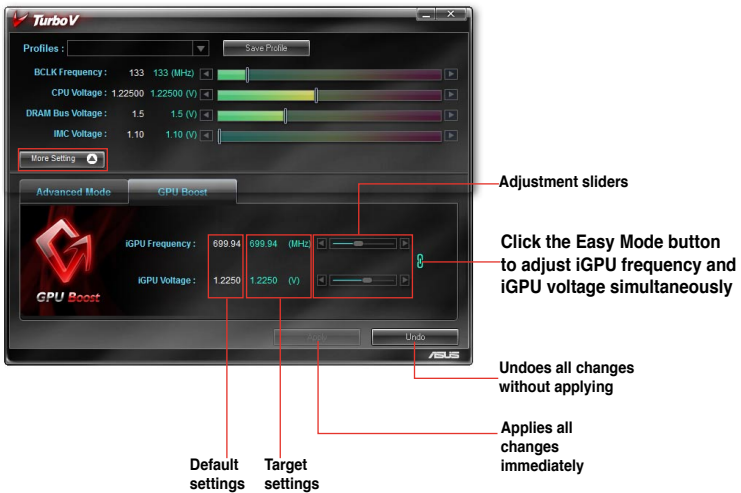 TurboV
Profiles :
Save Profile
BCLK Frequency : 133 133 (MHz)
CPU Voltage : 1.22500 1.22500 (V)
DRAM Bus Voltage : 1.5 1.5 (V)
IMC Voltage : 1.10 1.10 (V)
More Setting
Advanced Mode GPU Boost
Adjustment sliders
iGPU Frequency : 699.94 699.94 (MHz)
iGPU Voltage : 1.2250 1.2250 (V)
GPU Boost
Click the Easy Mode button
to adjust iGPU frequency and
iGPU voltage simultaneously
Apply Undo
ASUS
Undoes all changes
without applying
Applies all
changes
immediately
Default
settings
Target
settings